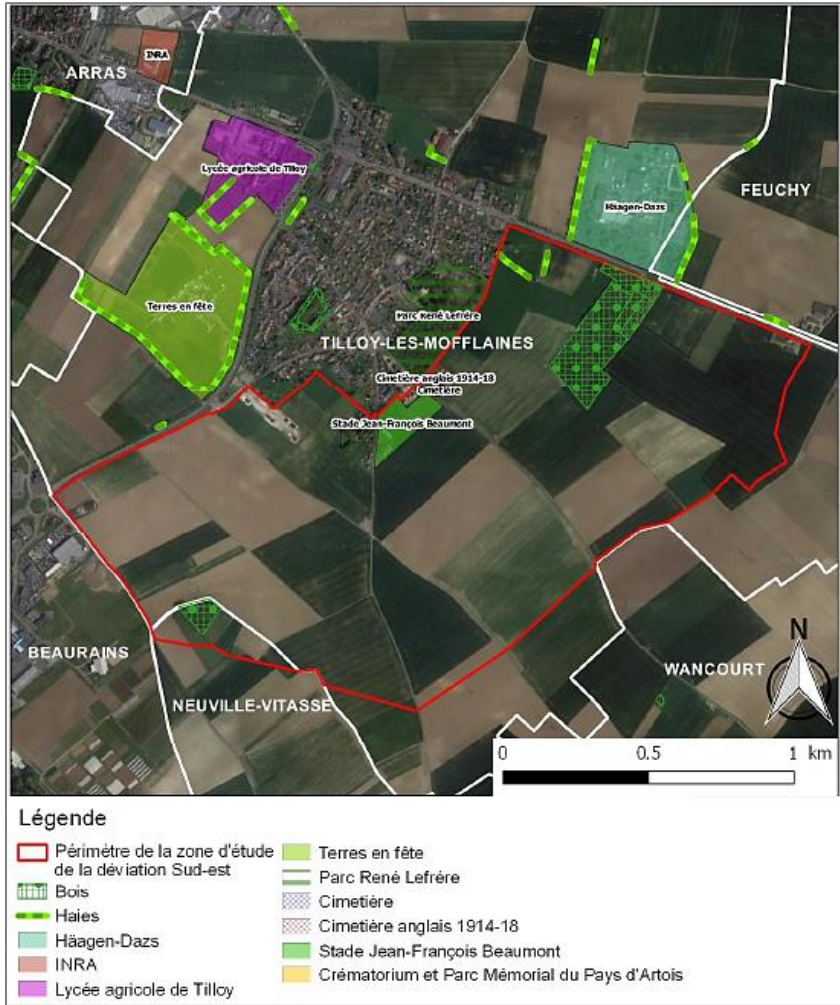 INRA
ARRAS
Lycée agricole de Tilloy
FEUCHY
Häagen-Dazs
Terres en fête
Parc René Lefrère
TILLOY-LES-MOFFLAINES
Cimetière anglais 1914-18
Cimetière
Stade Jean-François Beaumont
BEAURAINS
NEUVILLE-VITASSE
WANCOURT
N
0 0.5 1 km
Légende
Périmètre de la zone d'étude
de la déviation Sud-est
Bois
Haies
Häagen-Dazs
INRA
Lycée agricole de Tilloy
Terres en fête
Parc René Lefrère
Cimetière
Cimetière anglais 1914-18
Stade Jean-François Beaumont
Crématorium et Parc Mémorial du Pays d'Artois